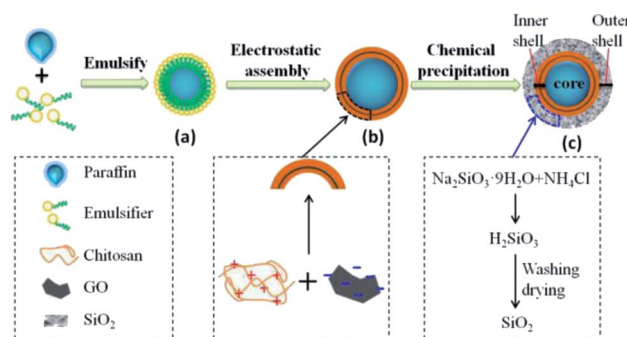 Emulsify
Electrostatic
assembly
Chemical
precipitation
Inner
shell
Outer
shell
core
+
(a)
(b)
(c)
Paraffin
Emulsifier
Chitosan
GO
SiO₂
+
Na₂SiO₃·9H₂O+NH₄Cl
H₂SiO₃
Washing
drying
SiO₂